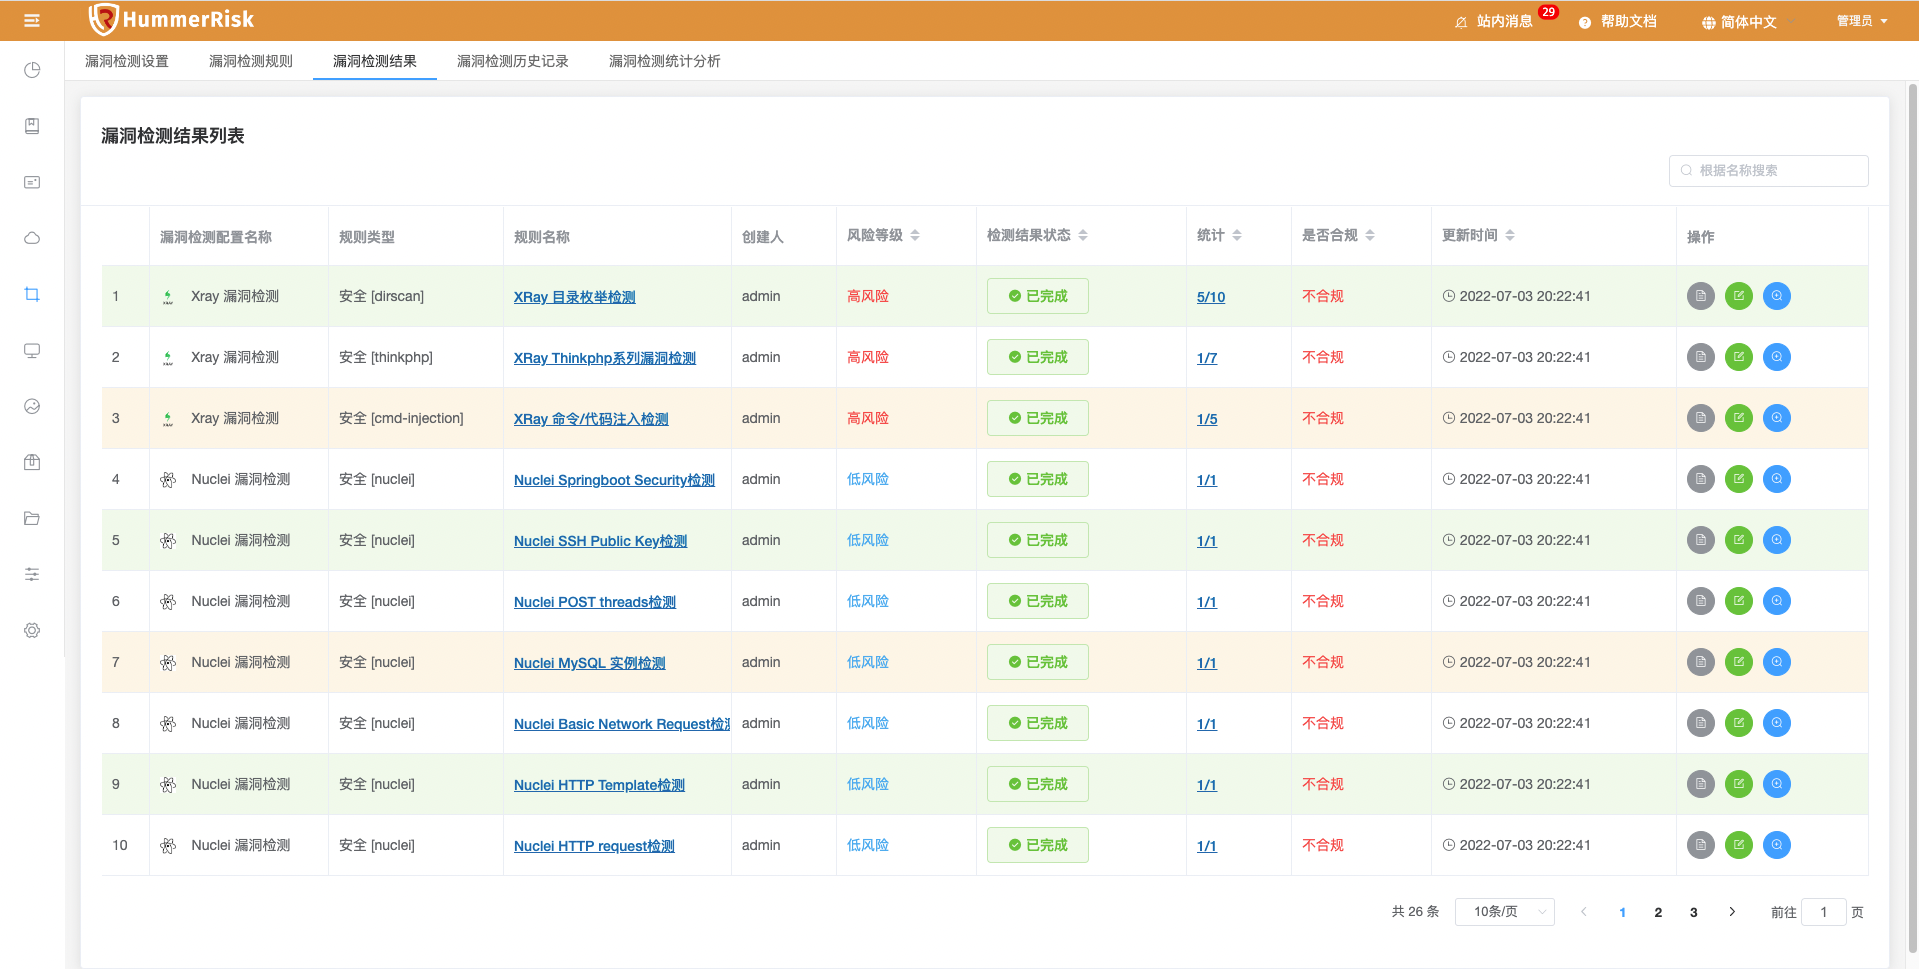 HummerRisk
站内消息 29 帮助文档 简体中文 管理员
漏洞检测设置 漏洞检测规则 漏洞检测结果 漏洞检测历史记录 漏洞检测统计分析
漏洞检测结果列表
根据名称搜索
漏洞检测配置名称 规则类型 规则名称 创建人 风险等级 检测结果状态 统计 是否合规 更新时间 操作
1 XRAY Xray 漏洞检测 安全 [dirscan] XRay 目录枚举检测 admin 高风险 已完成 5/10 不合规 2022-07-03 20:22:41
2 XRAY Xray 漏洞检测 安全 [thinkphp] XRay Thinkphp系列漏洞检测 admin 高风险 已完成 1/7 不合规 2022-07-03 20:22:41
3 XRAY Xray 漏洞检测 安全 [cmd-injection] XRay 命令/代码注入检测 admin 高风险 已完成 1/5 不合规 2022-07-03 20:22:41
4 Nuclei 漏洞检测 安全 [nuclei] Nuclei Springboot Security检测 admin 低风险 已完成 1/1 不合规 2022-07-03 20:22:41
5 Nuclei 漏洞检测 安全 [nuclei] Nuclei SSH Public Key检测 admin 低风险 已完成 1/1 不合规 2022-07-03 20:22:41
6 Nuclei 漏洞检测 安全 [nuclei] Nuclei POST threads检测 admin 低风险 已完成 1/1 不合规 2022-07-03 20:22:41
7 Nuclei 漏洞检测 安全 [nuclei] Nuclei MySQL 实例检测 admin 低风险 已完成 1/1 不合规 2022-07-03 20:22:41
8 Nuclei 漏洞检测 安全 [nuclei] Nuclei Basic Network Request检测 admin 低风险 已完成 1/1 不合规 2022-07-03 20:22:41
9 Nuclei 漏洞检测 安全 [nuclei] Nuclei HTTP Template检测 admin 低风险 已完成 1/1 不合规 2022-07-03 20:22:41
10 Nuclei 漏洞检测 安全 [nuclei] Nuclei HTTP request检测 admin 低风险 已完成 1/1 不合规 2022-07-03 20:22:41
共 26 条 10条/页 1 2 3 前往 1 页